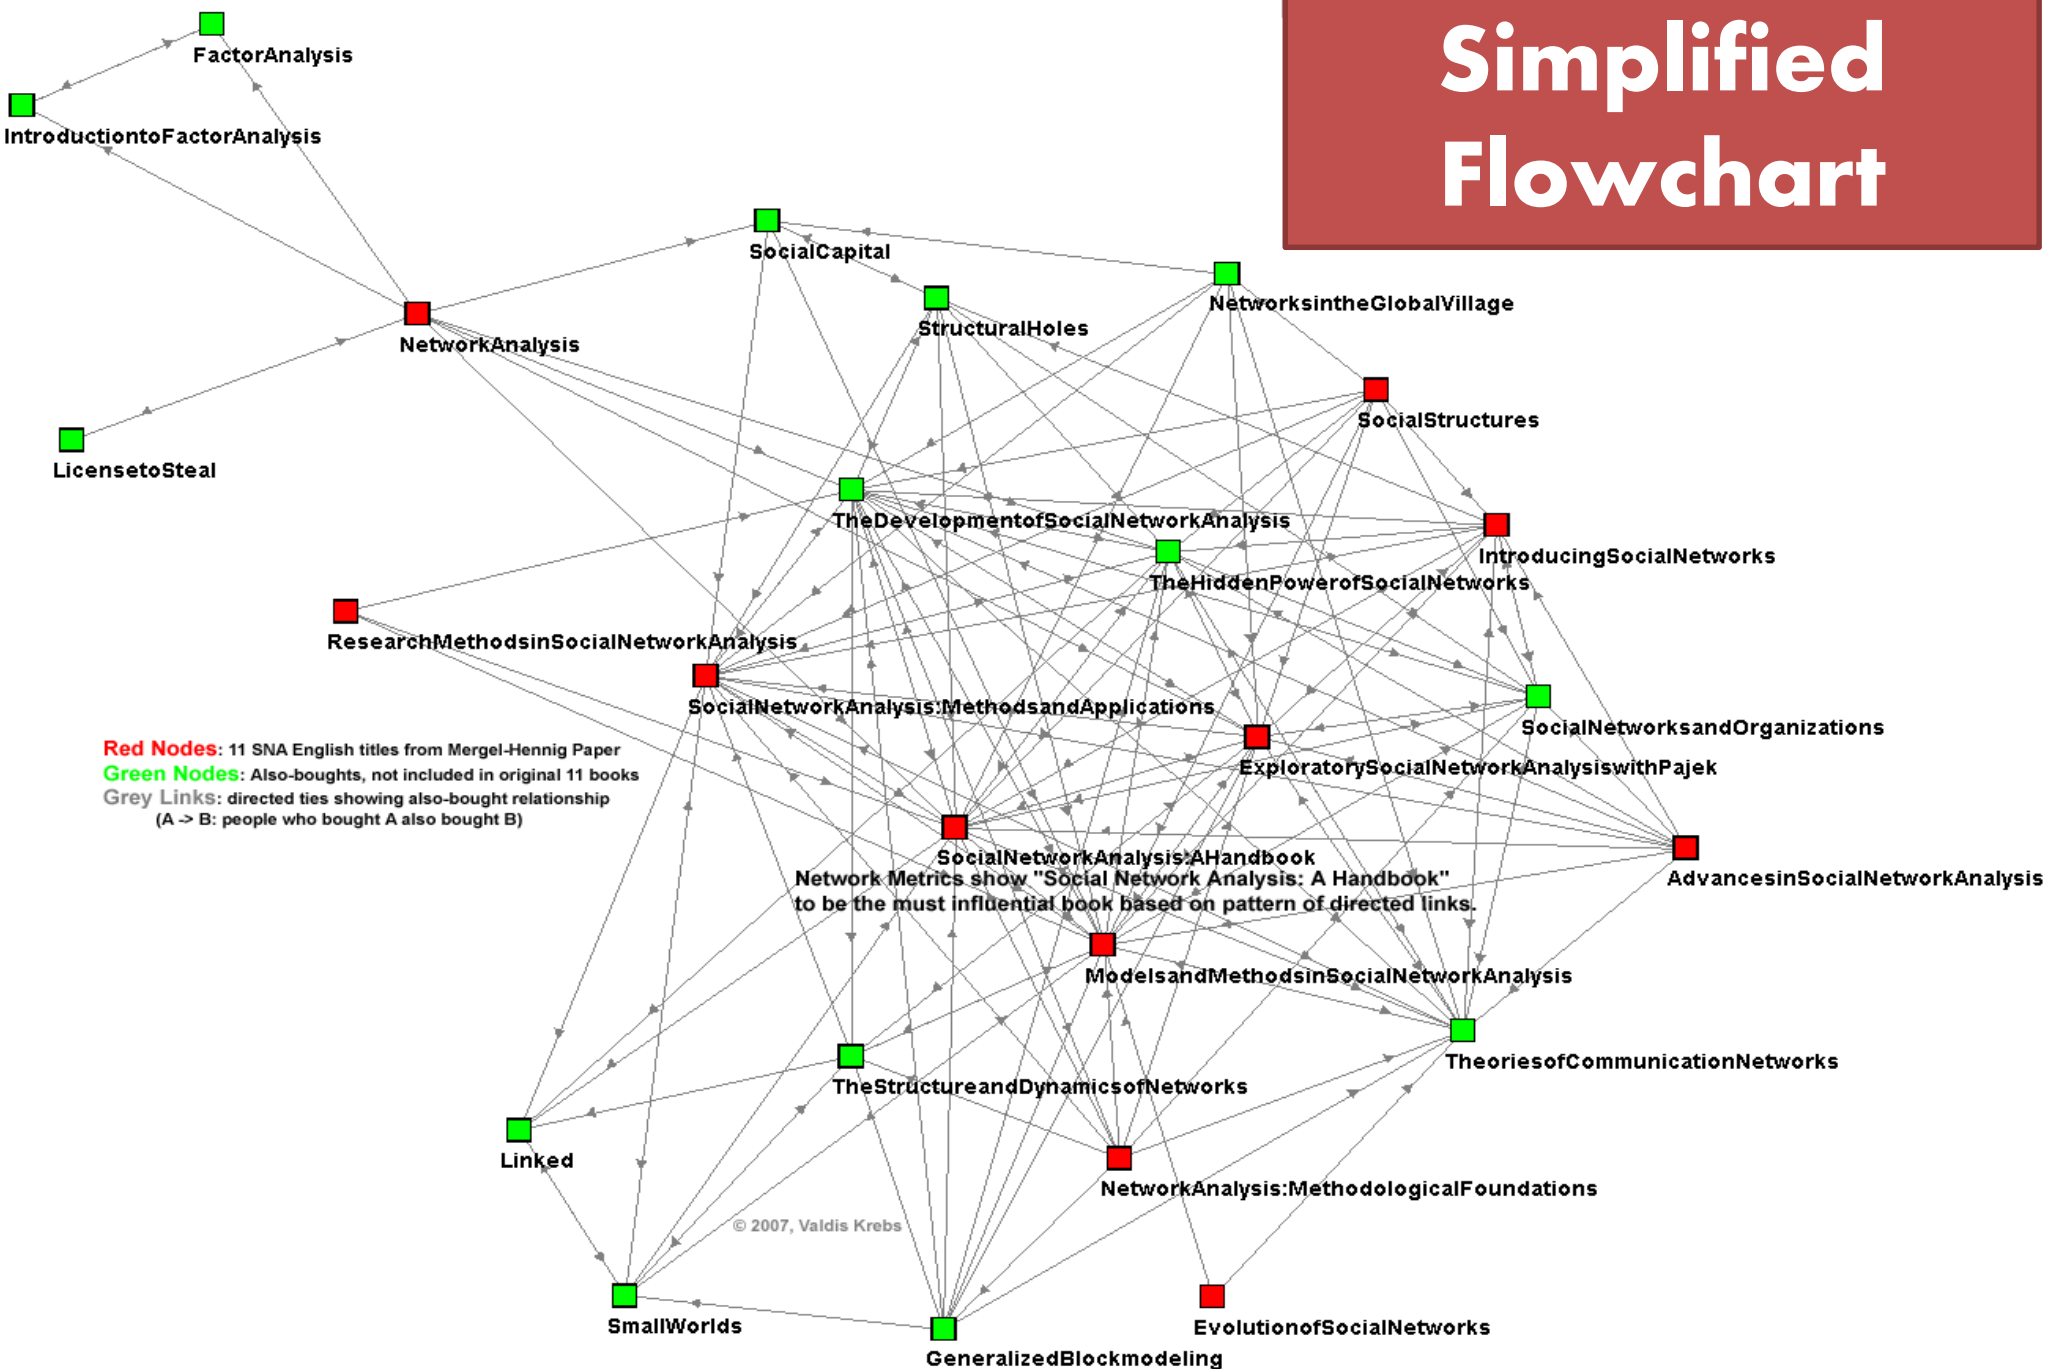 Simplified
Flowchart
FactorAnalysis
IntroductiontoFactorAnalysis
SocialCapital
NetworksintheGlobalVillage
StructuralHoles
NetworkAnalysis
SocialStructures
LicensetoSteal
TheDevelopmentofSocialNetworkAnalysis
IntroducingSocialNetworks
TheHiddenPowerofSocialNetworks
ResearchMethodsinSocialNetworkAnalysis
SocialNetworkAnalysis:MethodsandApplications
SocialNetworksandOrganizations
Red Nodes: 11 SNA English titles from Mergel-Hennig Paper
Green Nodes: Also-boughts, not included in original 11 books
Grey Links: directed ties showing also-bought relationship
(A -> B: people who bought A also bought B)
ExploratorySocialNetworkAnalysiswithPajek
SocialNetworkAnalysis:AHandbook
Network Metrics show "Social Network Analysis: A Handbook"
to be the must influential book based on pattern of directed links.
AdvancesinSocialNetworkAnalysis
ModelsandMethodsinSocialNetworkAnalysis
TheoriesofCommunicationNetworks
TheStructureandDynamicsofNetworks
Linked
NetworkAnalysis:MethodologicalFoundations
© 2007, Valdis Krebs
SmallWorlds
EvolutionofSocialNetworks
GeneralizedBlockmodeling